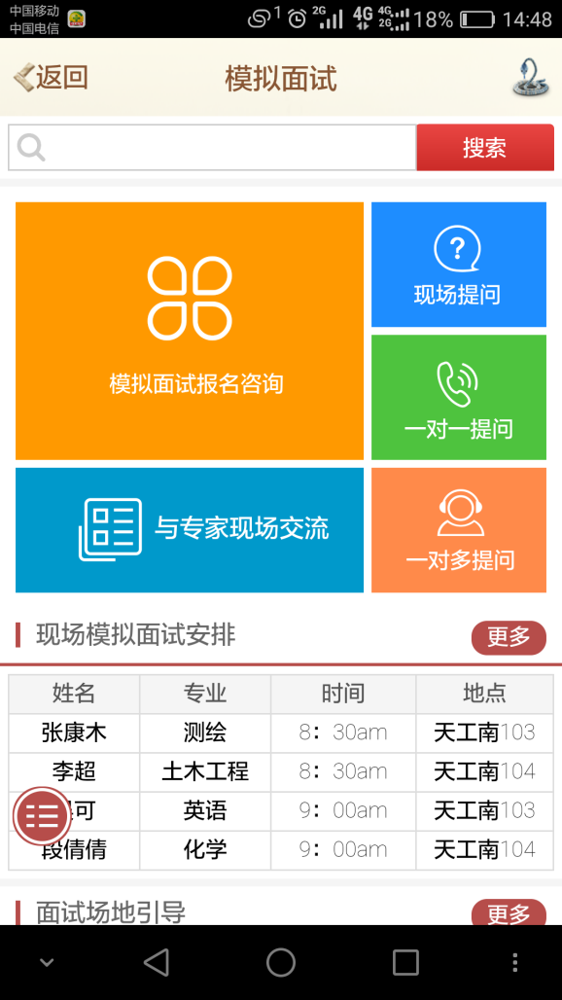 中国移动
中国电信
1 2G 4G 4G 2G 18% 14:48
返回 模拟面试
搜索
模拟面试报名咨询
?
现场提问
一对一提问
与专家现场交流
一对多提问
现场模拟面试安排 更多
姓名 专业 时间 地点
张康木 测绘 8：30am 天工南103
李超 土木工程 8：30am 天工南104
可 英语 9：00am 天工南103
段倩倩 化学 9：00am 天工南104
面试场地引导 更多